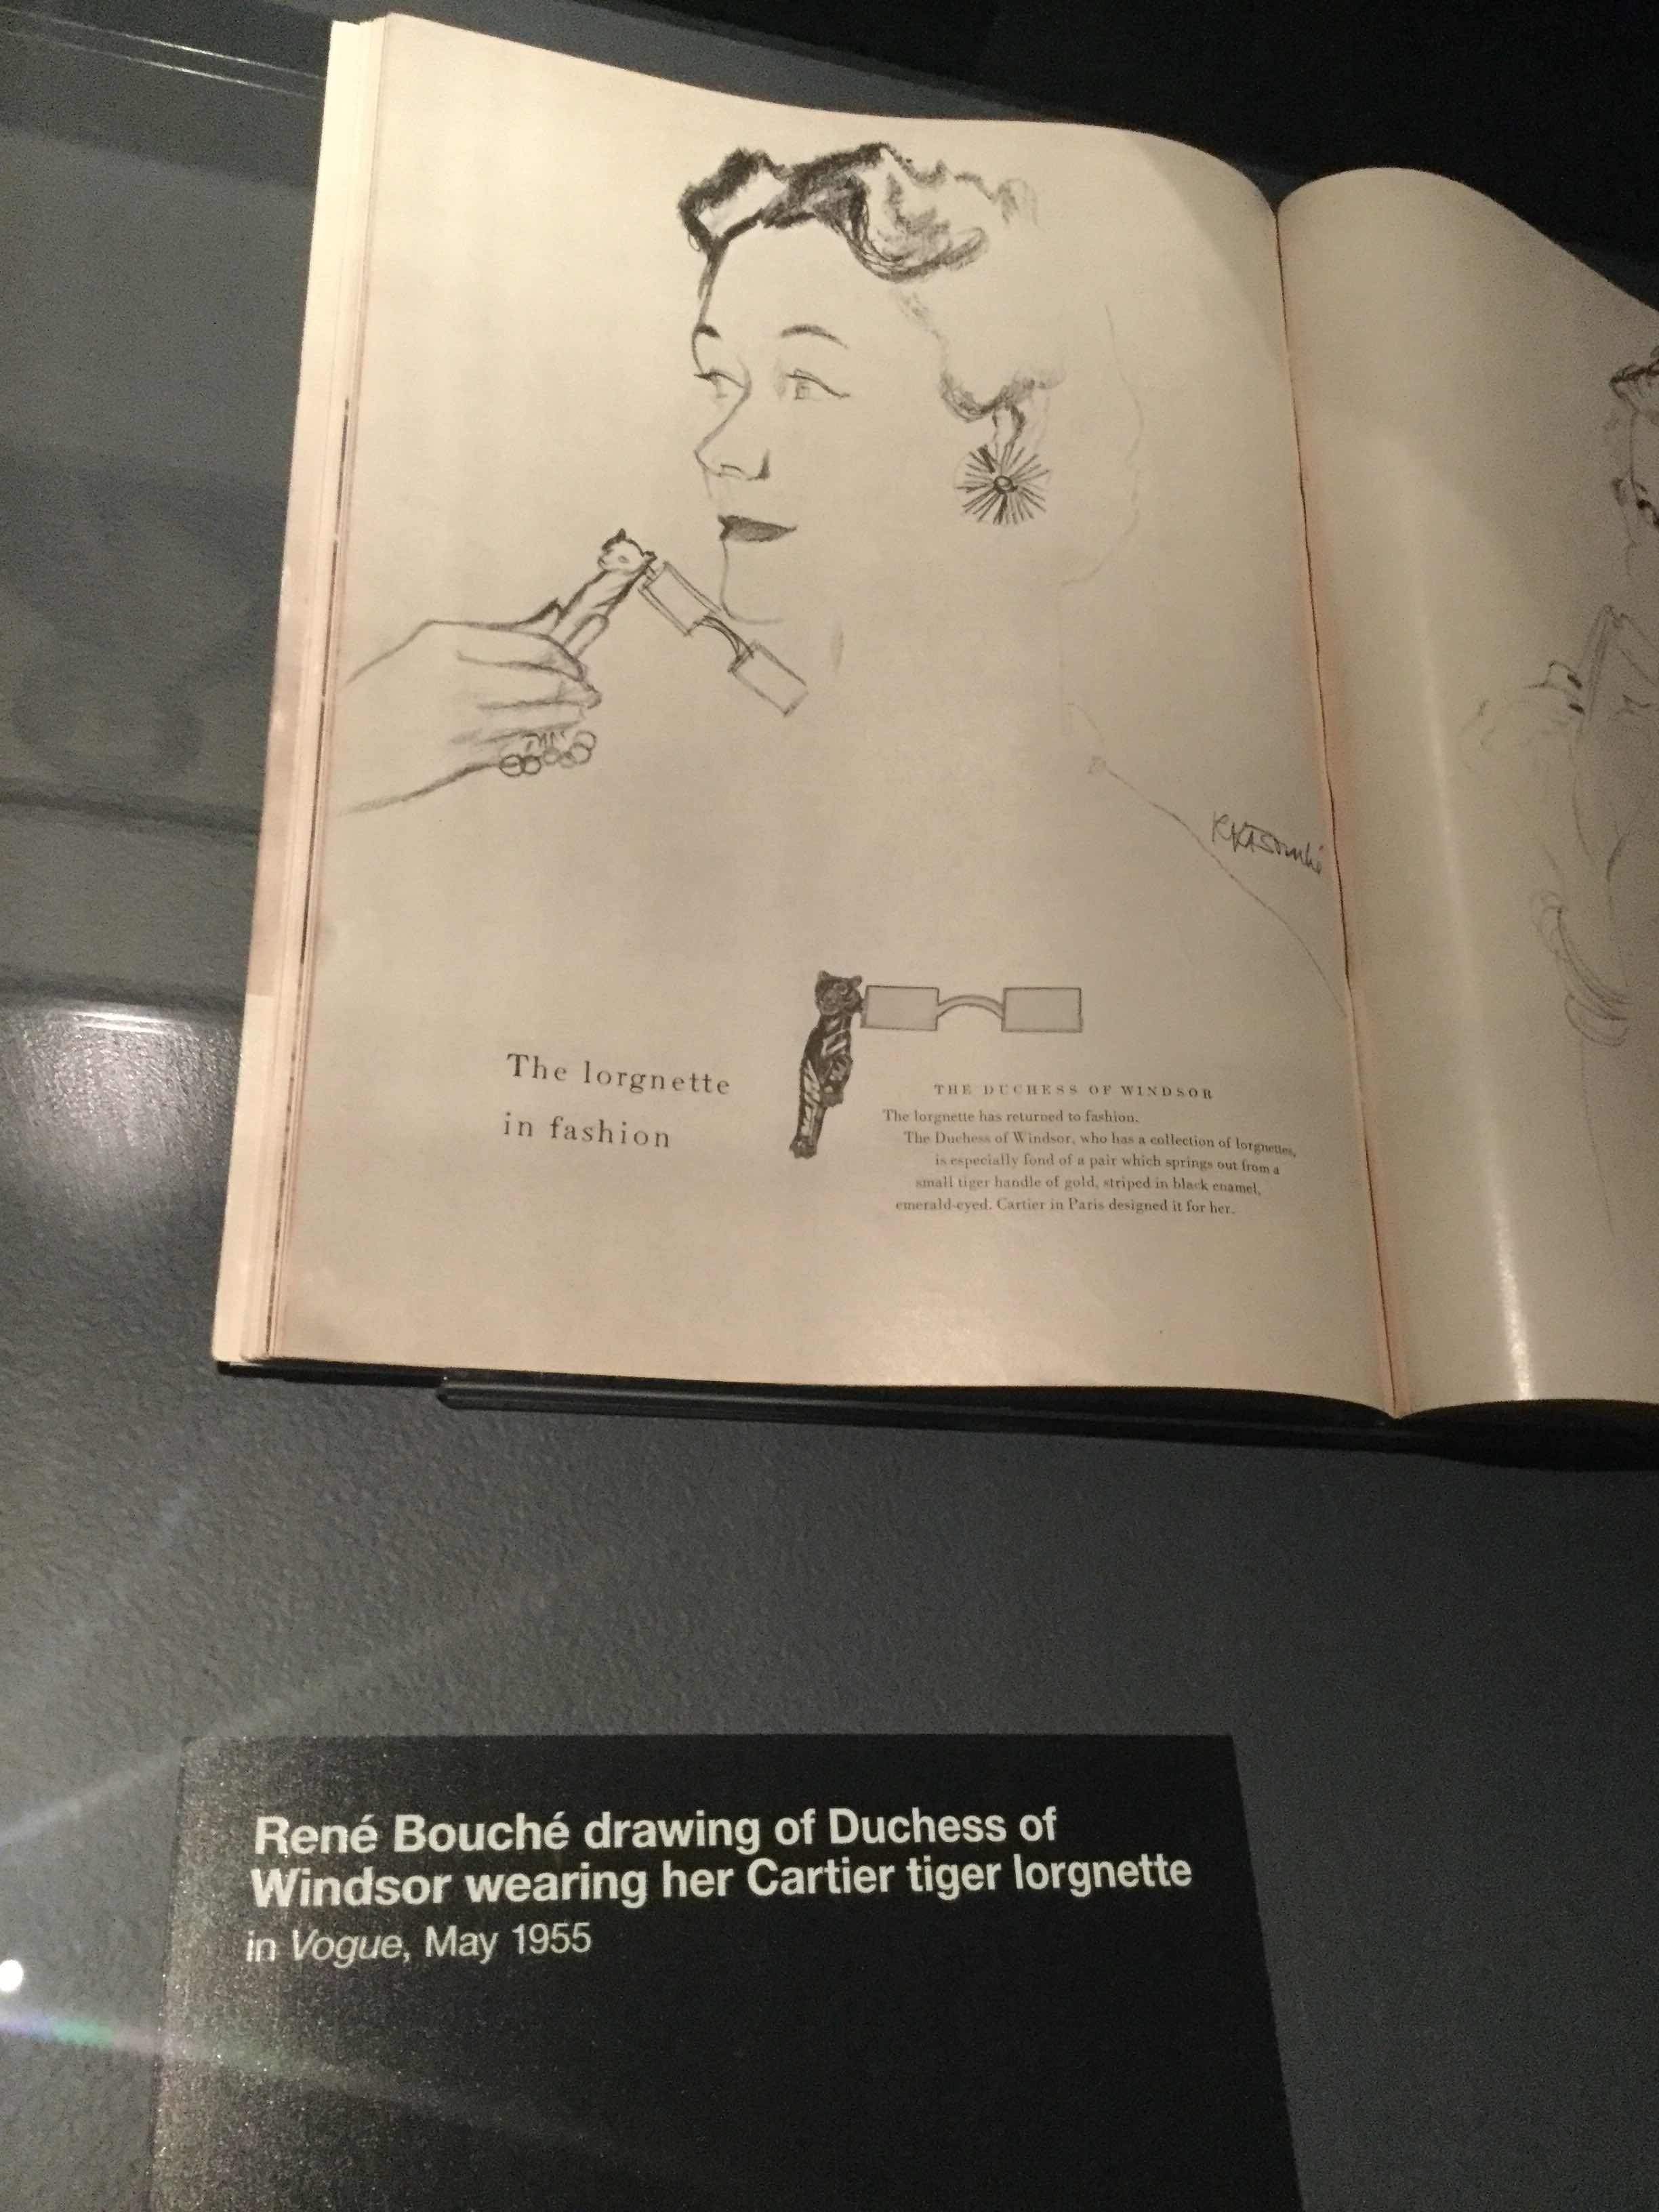 The lorgnette
in fashion
THE DUCHESS OF WINDSOR
The lorgnette has returned to fashion.
The Duchess of Windsor, who has a collection of lorgnettes,
is especially fond of a pair which springs out from a
small tiger handle of gold, striped in black enamel,
emerald-eyed. Cartier in Paris designed it for her.
René Bouché drawing of Duchess of
Windsor wearing her Cartier tiger lorgnette
in Vogue, May 1955